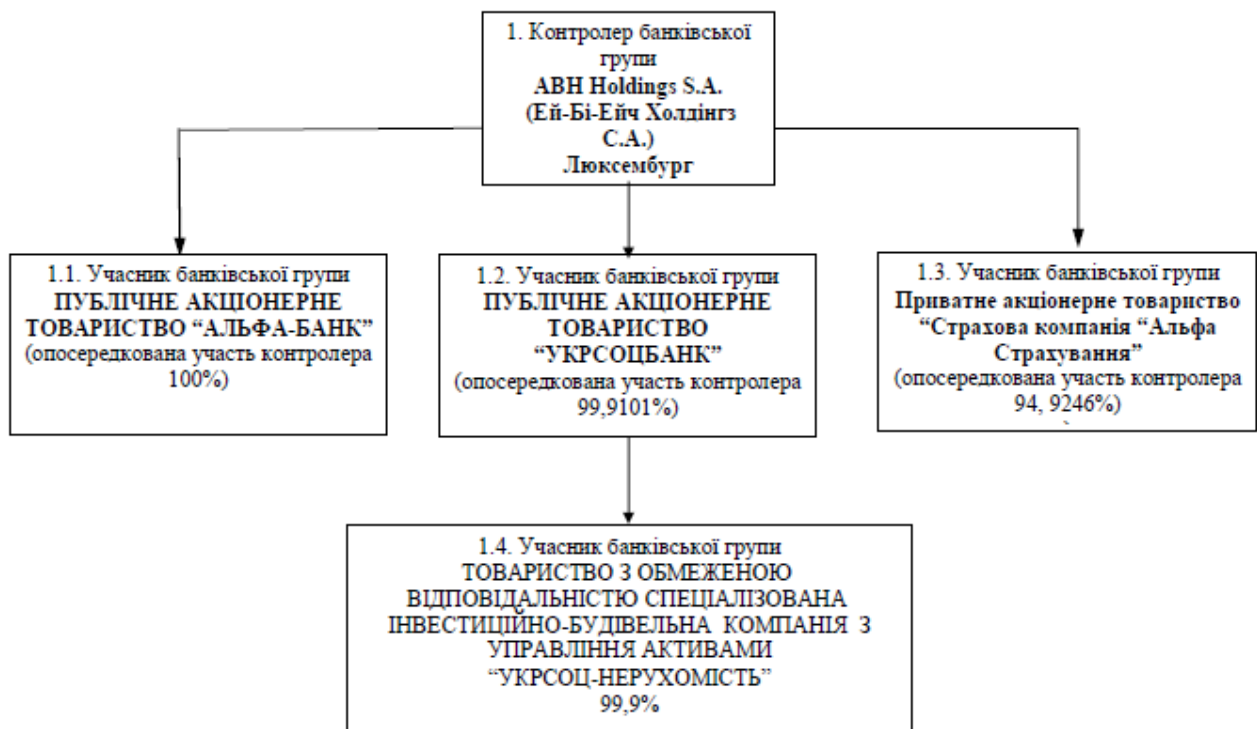 1. Контролер банківської
групи
ABH Holdings S.A.
(Ей-Бі-Ейч Холдінгз
С.А.)
Люксембург
1.1. Учасник банківської групи
ПУБЛІЧНЕ АКЦІОНЕРНЕ
ТОВАРИСТВО “АЛЬФА-БАНК”
(опосередкована участь контролера
100%)
1.2. Учасник банківської групи
ПУБЛІЧНЕ АКЦІОНЕРНЕ
ТОВАРИСТВО
“УКРСОЦБАНК”
(опосередкована участь контролера
99,9101%)
1.3. Учасник банківської групи
Приватне акціонерне товариство
“Страхова компанія “Альфа
Страхування”
(опосередкована участь контролера
94, 9246%)
1.4. Учасник банківської групи
ТОВАРИСТВО З ОБМЕЖЕНОЮ
ВІДПОВІДАЛЬНІСТЮ СПЕЦІАЛІЗОВАНА
ІНВЕСТИЦІЙНО-БУДІВЕЛЬНА КОМПАНІЯ З
УПРАВЛІННЯ АКТИВАМИ
“УКРСОЦ-НЕРУХОМІСТЬ”
99,9%